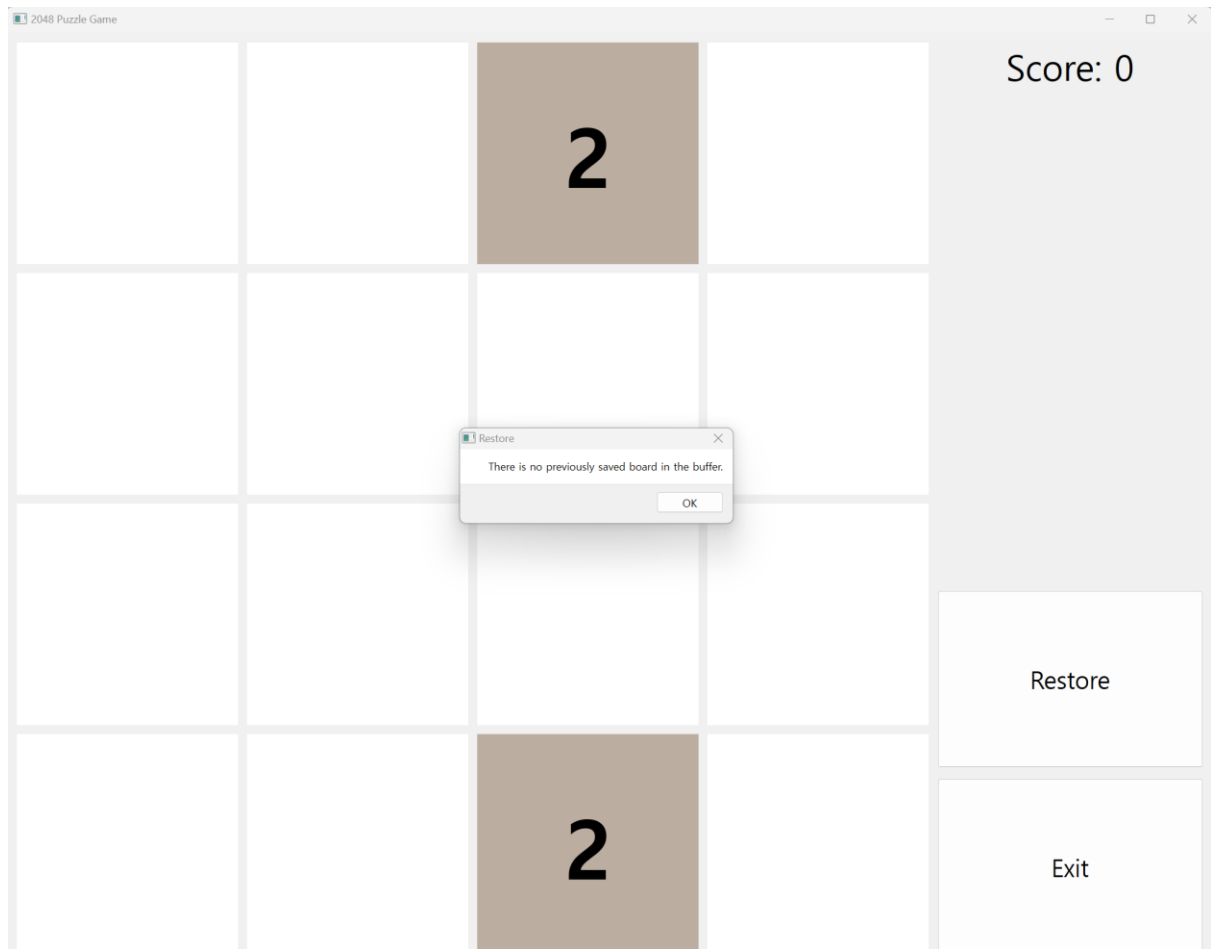 2048 Puzzle Game
2
Score: 0
Restore
There is no previously saved board in the buffer.
OK
Restore
2
Exit